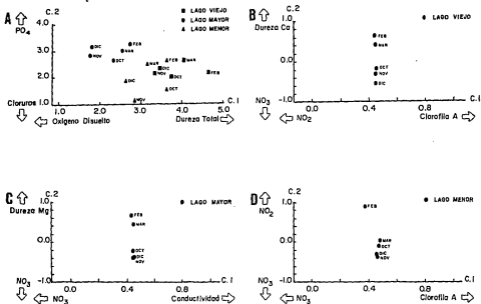 A
C.2
■ LAGO VIEJO
● LAGO MAYOR
▲ LAGO MENOR
PO4
4.0
3.0
2.0
1.0
Cloruros
DIC
NOV
FEB
MAR
OCT
DIC
MAR
FEB
MAR
DIC
NOV
DIC
OCT
FEB
NOV
1.0
2.0
3.0
4.0
5.0
C.1
Oxigeno Disuelto
Dureza Total
B
C.2
● LAGO VIEJO
Dureza Ca
1.0
0.0
-1.0
FEB
MAR
OCT
NOV
DIC
NO3
0.0
0.4
0.8
C.1
NO2
Clorofila A
C
C.2
● LAGO MAYOR
Dureza Mg
1.0
0.0
-1.0
FEB
MAR
OCT
DIC
NOV
NO3
0.0
0.4
0.8
C.1
NO3
Conductividad
D
C.2
● LAGO MENOR
NO2
1.0
0.0
-1.0
FEB
MAR
OCT
DIC
NOV
NO3
0.0
0.4
0.8
C.1
NO3
Clorofila A